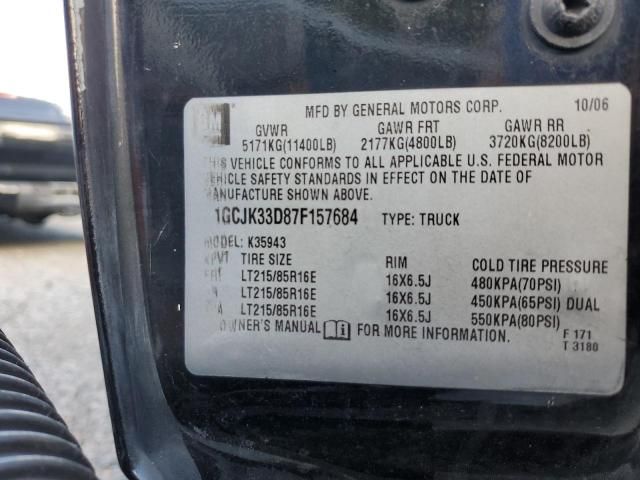 GM MFD BY GENERAL MOTORS CORP. 10/06
GVWR GAWR FRT GAWR RR
5171KG(11400LB) 2177KG(4800LB) 3720KG(8200LB)
THIS VEHICLE CONFORMS TO ALL APPLICABLE U.S. FEDERAL MOTOR
VEHICLE SAFETY STANDARDS IN EFFECT ON THE DATE OF
MANUFACTURE SHOWN ABOVE.
1GCJK33D87F157684 TYPE: TRUCK
MODEL: K35943
TIRE SIZE RIM COLD TIRE PRESSURE
LT215/85R16E 16X6.5J 480KPA(70PSI)
LT215/85R16E 16X6.5J 450KPA(65PSI) DUAL
LT215/85R16E 16X6.5J 550KPA(80PSI)
OWNER'S MANUAL FOR MORE INFORMATION. F 171
T 3180